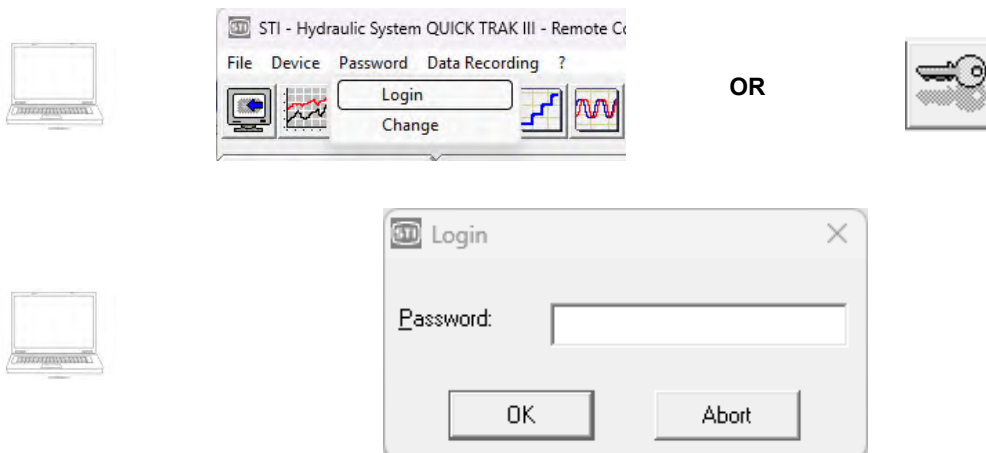 STI - Hydraulic System QUICK TRAK III - Remote Co
File Device Password Data Recording ?
Login
Change
OR
Login
Password:
OK Abort